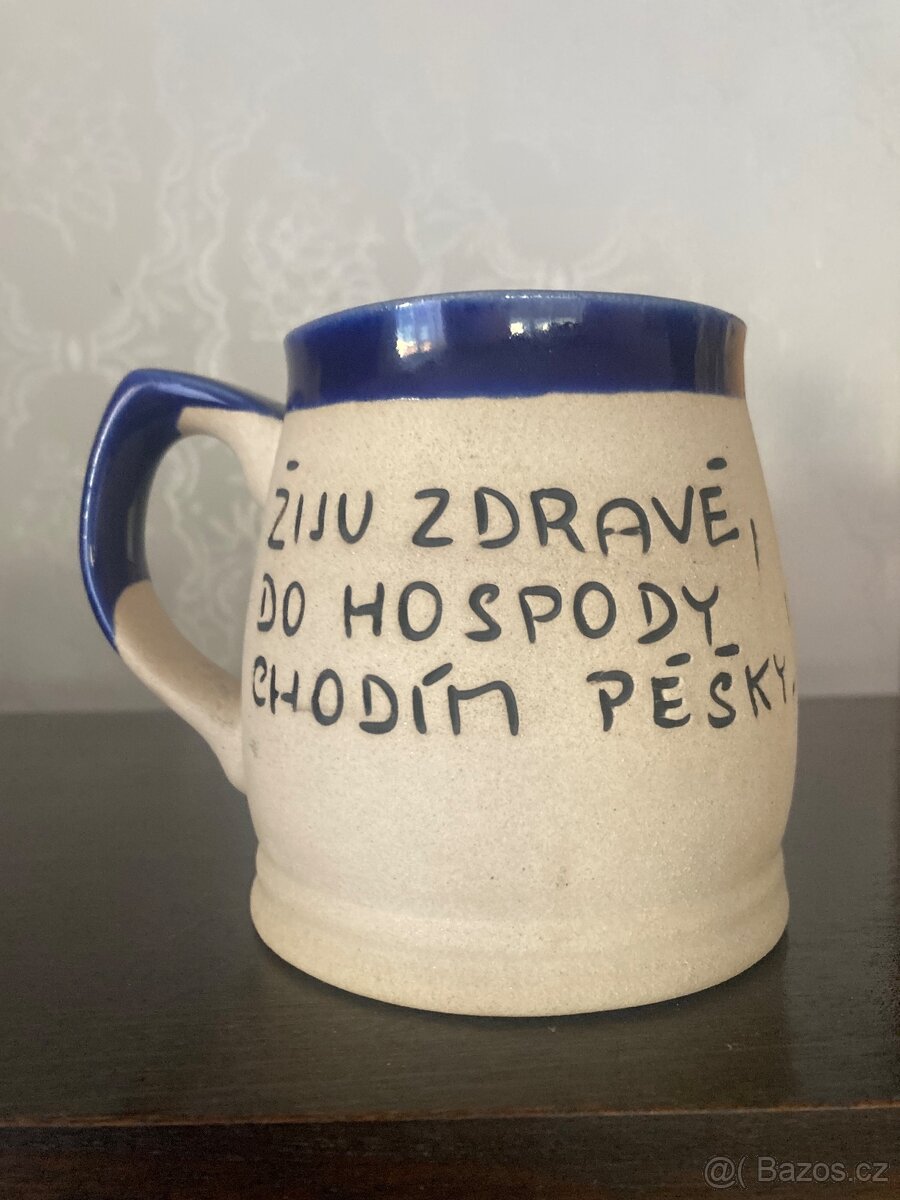 ŽIJU ZDRAVĚ,
DO HOSPODY
CHODÍM PĚŠKY.
@( Bazos.cz